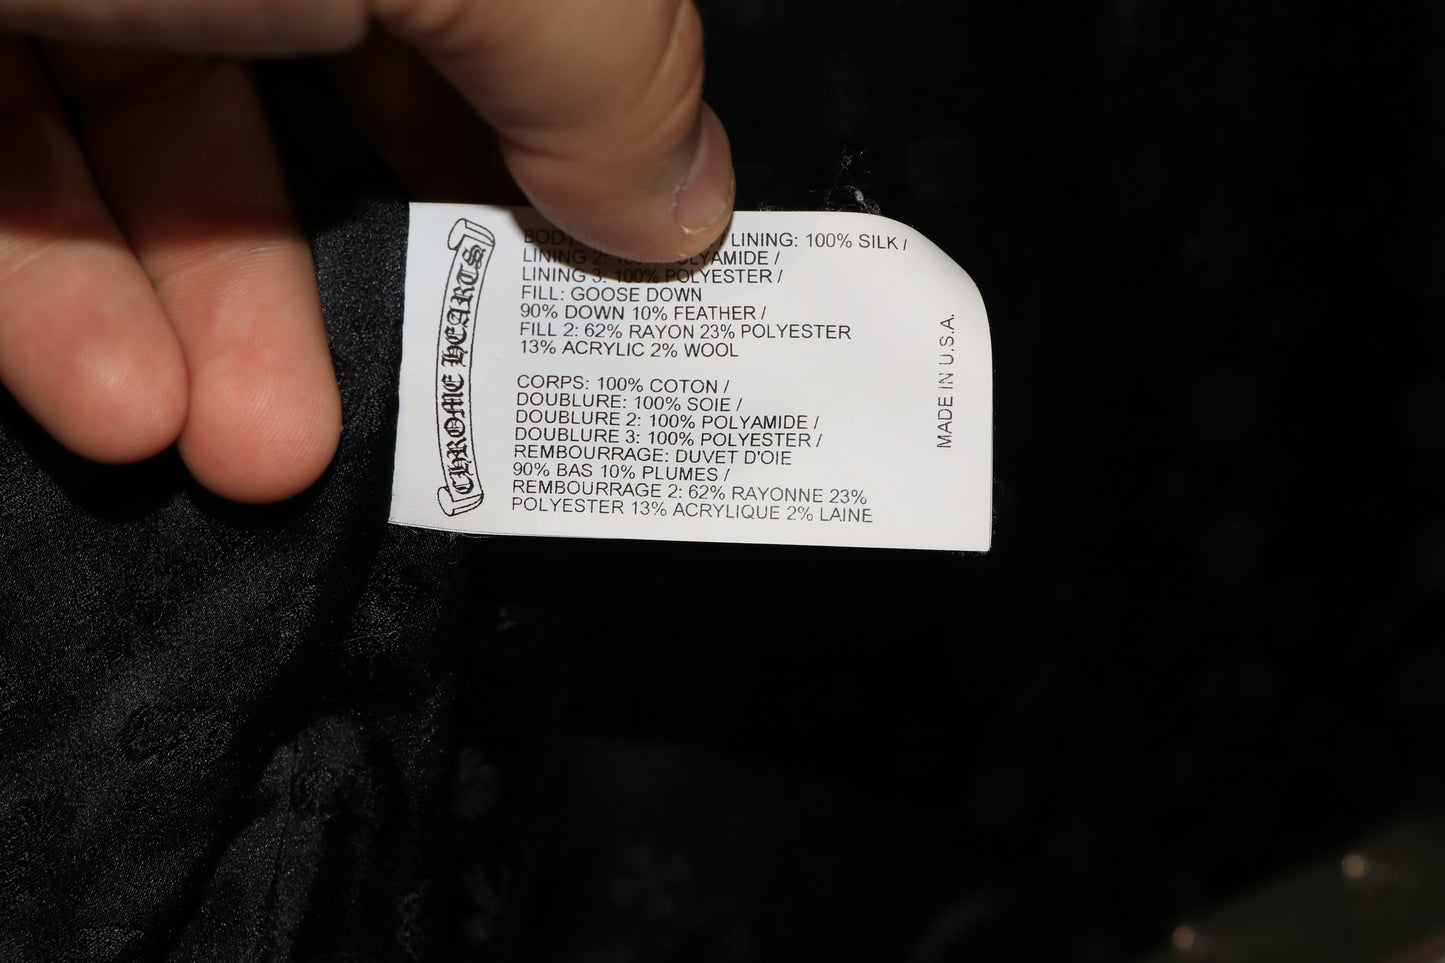 CHROME HEARTS
BODY / LINING: 100% SILK /
LINING 2: POLYAMIDE /
LINING 3: 100% POLYESTER /
FILL: GOOSE DOWN
90% DOWN 10% FEATHER /
FILL 2: 62% RAYON 23% POLYESTER
13% ACRYLIC 2% WOOL
CORPS: 100% COTON /
DOUBLURE: 100% SOIE /
DOUBLURE 2: 100% POLYAMIDE /
DOUBLURE 3: 100% POLYESTER /
REMBOURRAGE: DUVET D'OIE
90% BAS 10% PLUMES /
REMBOURRAGE 2: 62% RAYONNE 23%
POLYESTER 13% ACRYLIQUE 2% LAINE
MADE IN U.S.A.